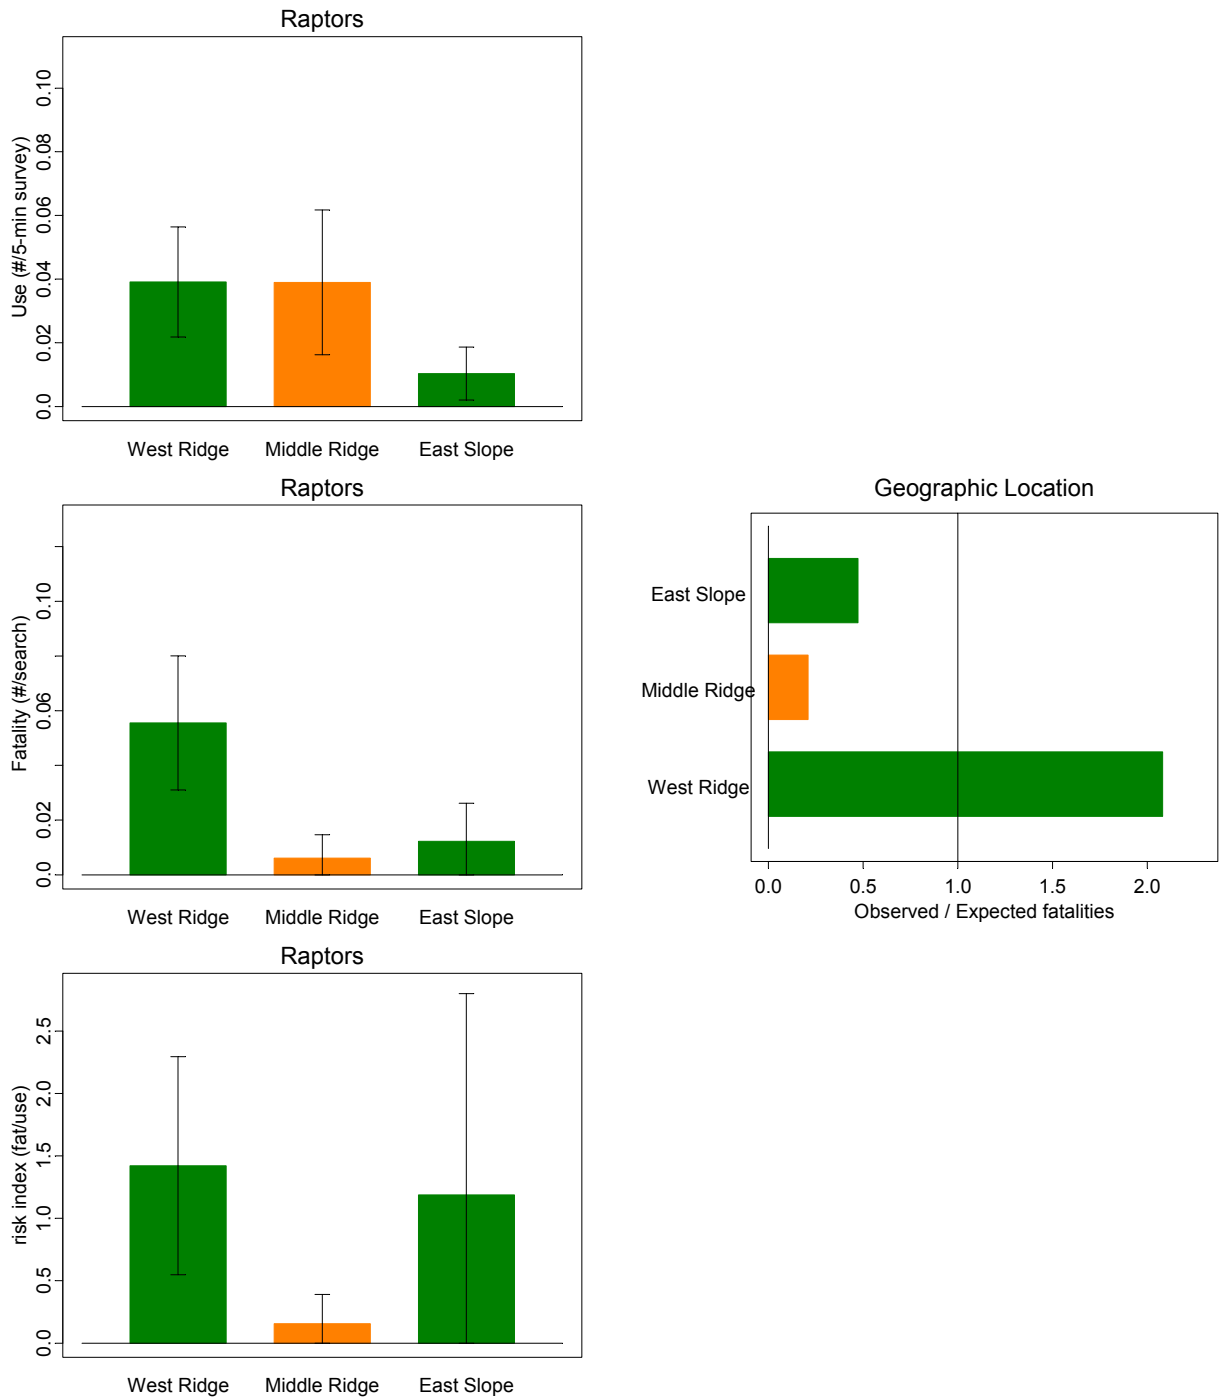 Raptors
Use (#/5-min survey)
0.10
0.08
0.06
0.04
0.02
0.0
West Ridge Middle Ridge East Slope
Raptors
Fatality (#/search)
0.10
0.06
0.02
0.0
West Ridge Middle Ridge East Slope
Geographic Location
East Slope
Middle Ridge
West Ridge
0.0 0.5 1.0 1.5 2.0
Observed / Expected fatalities
Raptors
risk index (fat/use)
2.5
2.0
1.5
1.0
0.5
0.0
West Ridge Middle Ridge East Slope